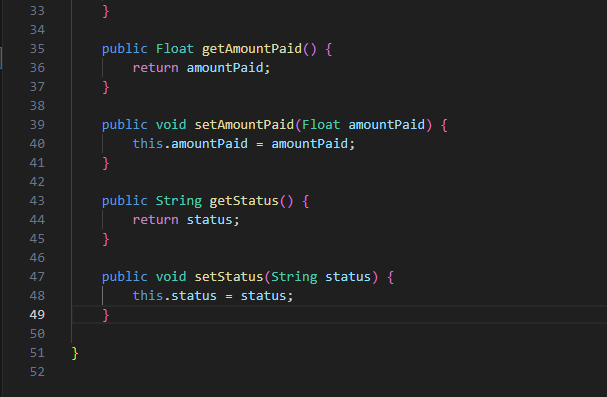 33 }
34
35 public Float getAmountPaid() {
36 return amountPaid;
37 }
38
39 public void setAmountPaid(Float amountPaid) {
40 this.amountPaid = amountPaid;
41 }
42
43 public String getStatus() {
44 return status;
45 }
46
47 public void setStatus(String status) {
48 this.status = status;
49 }
50
51 }
52